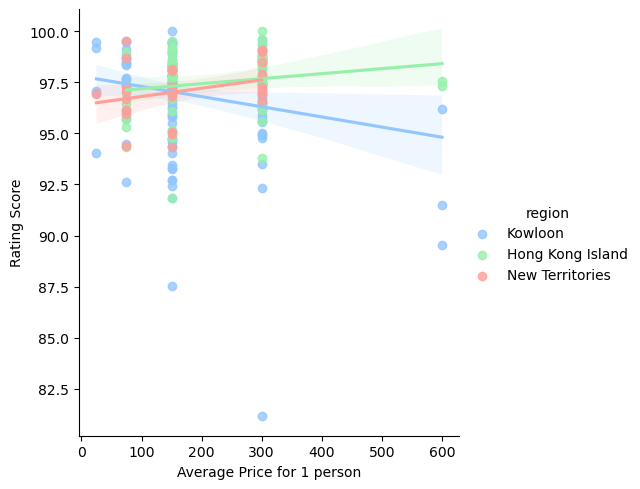 100.0
97.5
95.0
92.5
90.0
87.5
85.0
82.5
Rating Score
0 100 200 300 400 500 600
Average Price for 1 person
region
Kowloon
Hong Kong Island
New Territories